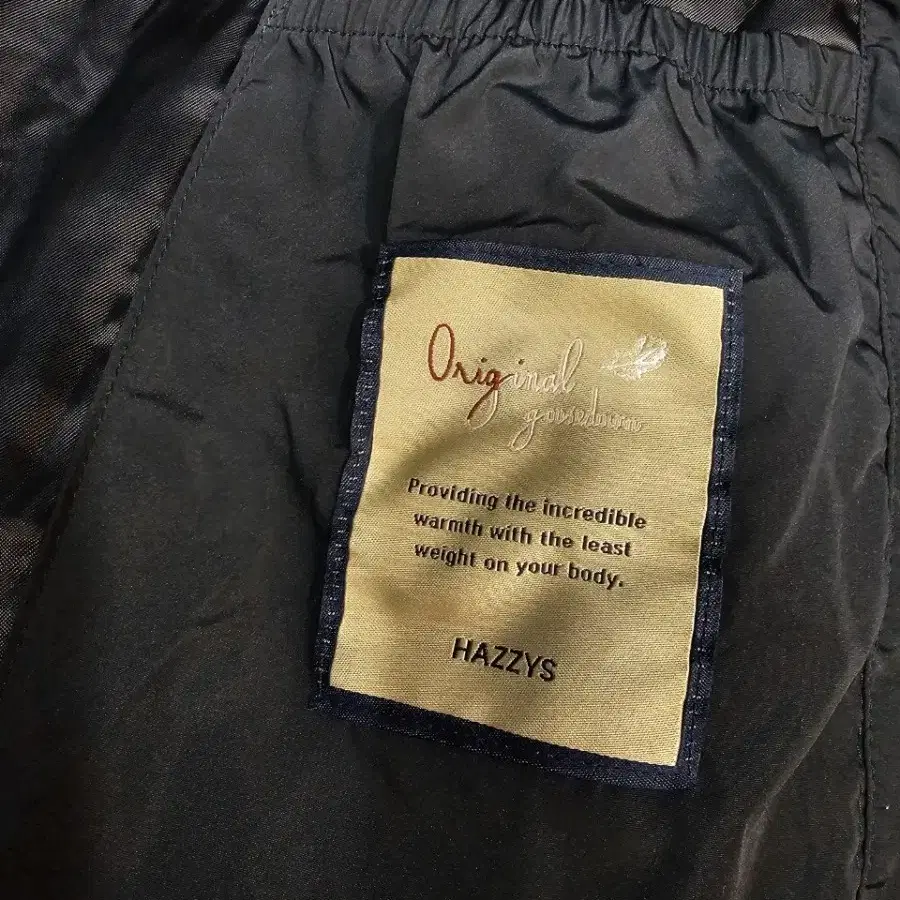 Original
goosedown
Providing the incredible
warmth with the least
weight on your body.
HAZZYS